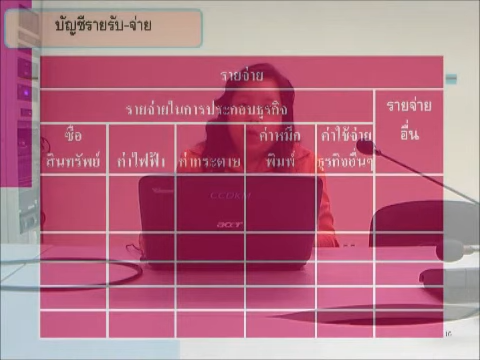 บัญชีรายรับ-จ่าย
รายจ่าย
รายจ่ายในการประกอบธุรกิจ
รายจ่าย
อื่น
ซื้อ
สินทรัพย์
ค่าไฟฟ้า
ค่ากระดาษ
ค่าหมึก
พิมพ์
ค่าใช้จ่าย
ธุรกิจอื่นๆ
CCDKM
acer
16